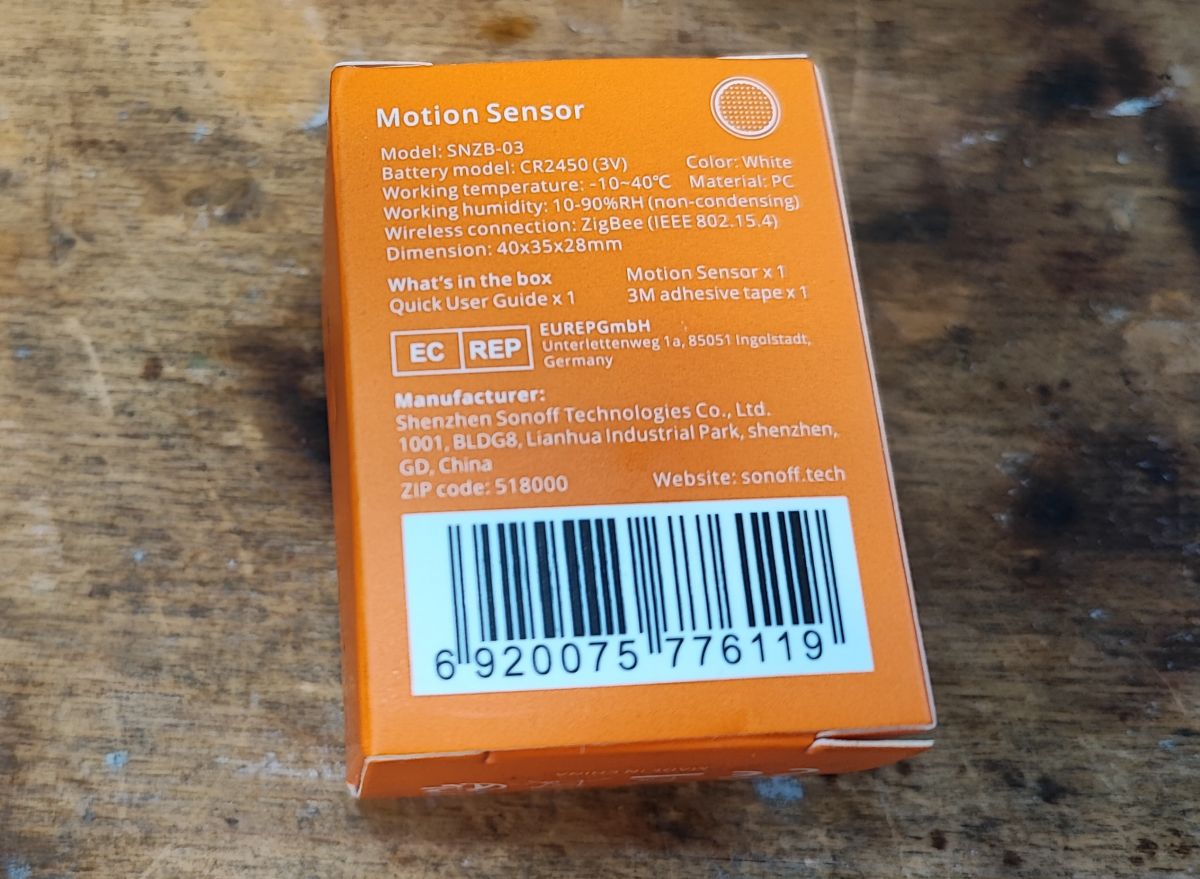 Motion Sensor
Model: SNZB-03
Battery model: CR2450 (3V) Color: White
Working temperature: -10~40℃ Material: PC
Working humidity: 10-90%RH (non-condensing)
Wireless connection: ZigBee (IEEE 802.15.4)
Dimension: 40x35x28mm
What's in the box Motion Sensor x 1
Quick User Guide x 1 3M adhesive tape x 1
EC REP
EUREPGmbH
Unterlettenweg 1a, 85051 Ingolstadt,
Germany
Manufacturer:
Shenzhen Sonoff Technologies Co., Ltd.
1001, BLDG8, Lianhua Industrial Park, shenzhen,
GD, China
ZIP code: 518000 Website: sonoff.tech
6 920075 776119
MADE IN CHINA